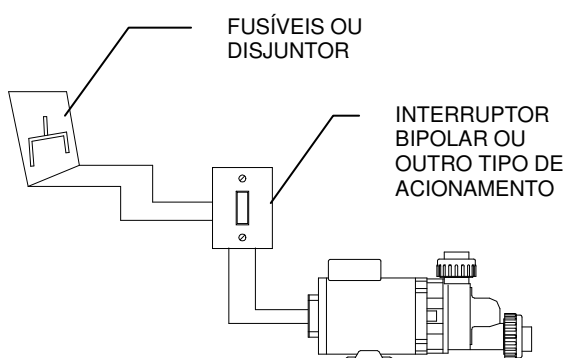 FUSÍVEIS OU
DISJUNTOR
INTERRUPTOR
BIPOLAR OU
OUTRO TIPO DE
ACIONAMENTO